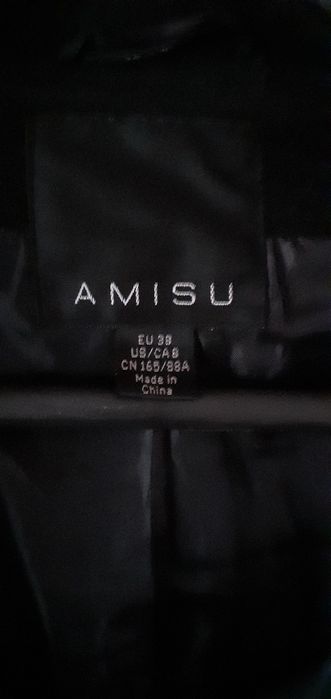 AMISU
EU 38
US/CA 8
CN 165/88A
Made in
China